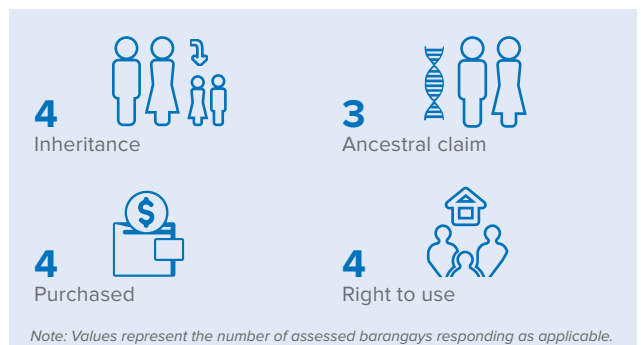 4
Inheritance
3
Ancestral claim
$
4
Purchased
4
Right to use
Note: Values represent the number of assessed barangays responding as applicable.